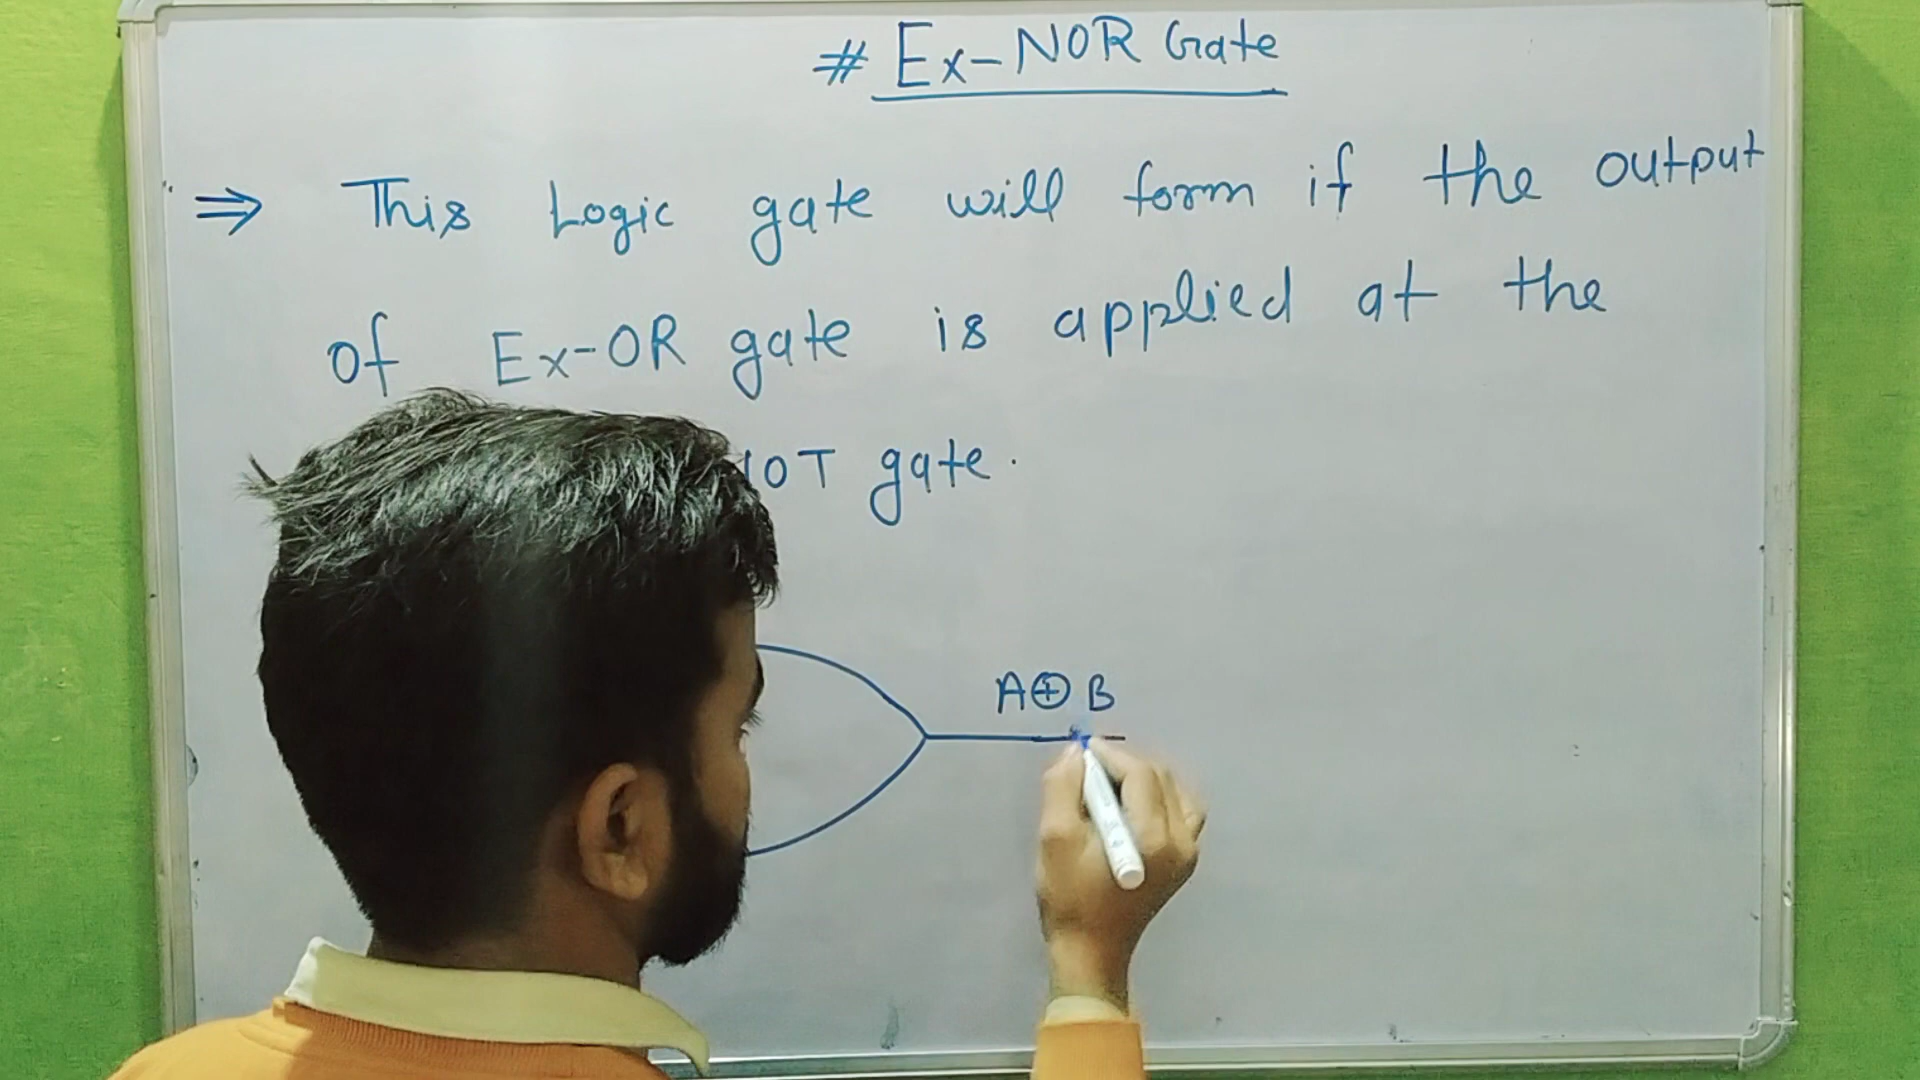 # Ex-NOR Gate
⇒ This Logic gate will form if the output
of Ex-OR gate is applied at the
gate.
A⊕B